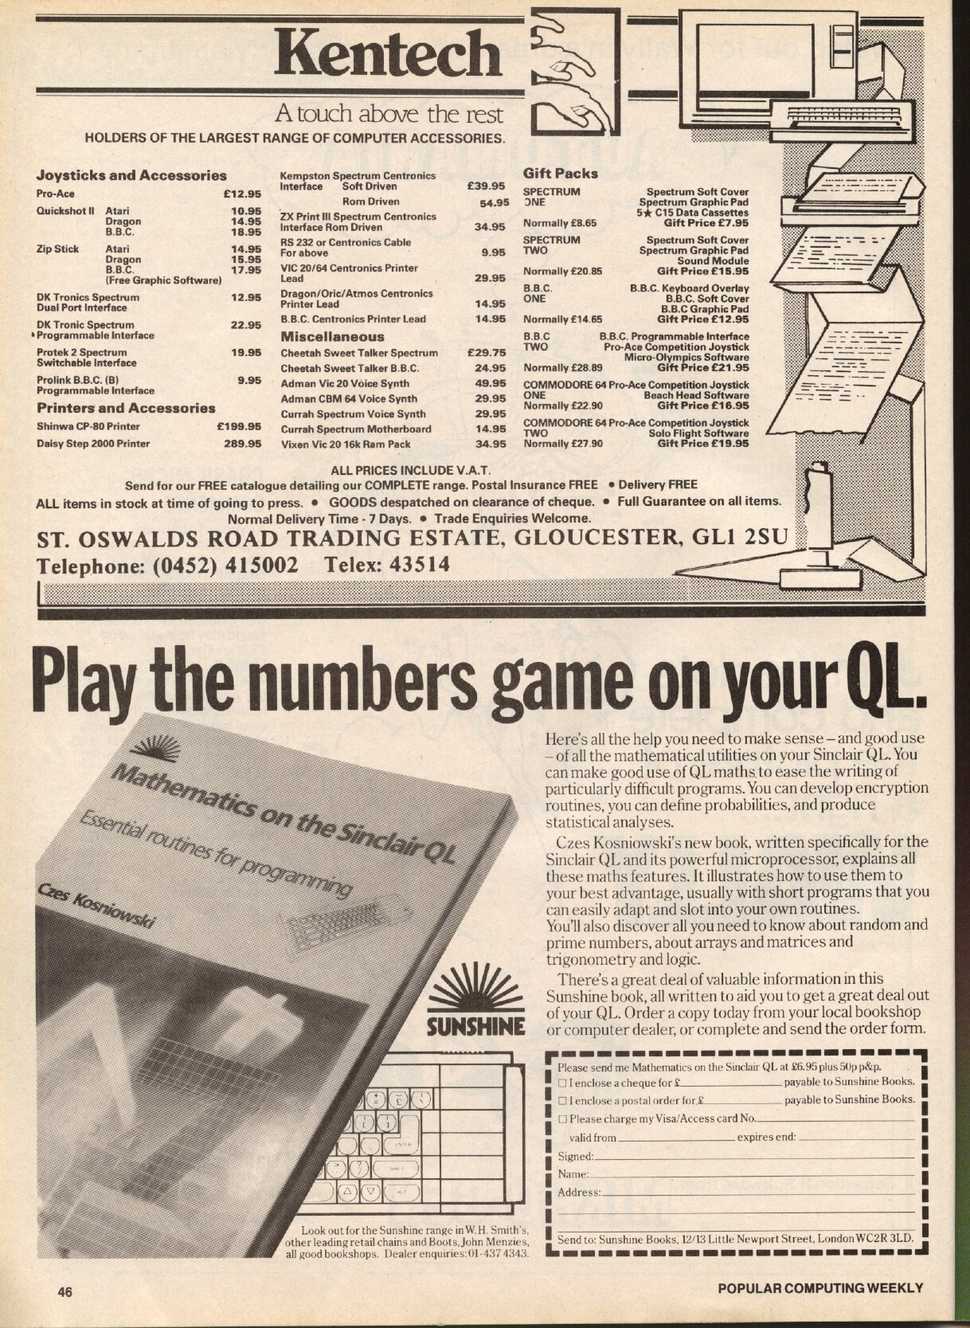 Kentech
A touch above the rest
HOLDERS OF THE LARGEST RANGE OF COMPUTER ACCESSORIES.
Joysticks and Accessories
Pro-Ace £12.95
Quickshot II Atari 10.95
Dragon 14.95
B.B.C. 18.95
Zip Stick Atari 14.95
Dragon 15.95
B.B.C. 17.95
(Free Graphic Software)
DK Tronics Spectrum 12.95
Dual Port Interface
DK Tronic Spectrum 22.95
Programmable Interface
Protek 2 Spectrum 19.95
Switchable Interface
Prolink B.B.C. (B) 9.95
Programmable Interface
Printers and Accessories
Shinwa CP-80 Printer £199.95
Daisy Step 2000 Printer 289.95
Kempston Spectrum Centronics
Interface Soft Driven £39.95
Rom Driven 54.95
ZX Print III Spectrum Centronics
Interface Rom Driven 34.95
RS 232 or Centronics Cable
For above 9.95
VIC 20/64 Centronics Printer
Lead 29.95
Dragon/Oric/Atmos Centronics
Printer Lead 14.95
B.B.C. Centronics Printer Lead 14.95
Miscellaneous
Cheetah Sweet Talker Spectrum £29.75
Cheetah Sweet Talker B.B.C. 24.95
Adman Vic 20 Voice Synth 49.95
Adman CBM 64 Voice Synth 29.95
Currah Spectrum Voice Synth 29.95
Currah Spectrum Motherboard 14.95
Vixen Vic 20 16k Ram Pack 34.95
Gift Packs
SPECTRUM Spectrum Soft Cover
ONE Spectrum Graphic Pad
5★ C15 Data Cassettes
Normally £8.65 Gift Price £7.95
SPECTRUM Spectrum Soft Cover
TWO Spectrum Graphic Pad
Sound Module
Normally £20.85 Gift Price £15.95
B.B.C. B.B.C. Keyboard Overlay
ONE B.B.C. Soft Cover
B.B.C Graphic Pad
Normally £14.65 Gift Price £12.95
B.B.C B.B.C. Programmable Interface
TWO Pro-Ace Competition Joystick
Micro-Olympics Software
Normally £28.89 Gift Price £21.95
COMMODORE 64 Pro-Ace Competition Joystick
ONE Beach Head Software
Normally £22.90 Gift Price £16.95
COMMODORE 64 Pro-Ace Competition Joystick
TWO Solo Flight Software
Normally £27.90 Gift Price £19.95
ALL PRICES INCLUDE V.A.T.
Send for our FREE catalogue detailing our COMPLETE range. Postal Insurance FREE • Delivery FREE
ALL items in stock at time of going to press. • GOODS despatched on clearance of cheque. • Full Guarantee on all items.
Normal Delivery Time - 7 Days. • Trade Enquiries Welcome.
ST. OSWALDS ROAD TRADING ESTATE, GLOUCESTER, GL1 2SU
Telephone: (0452) 415002 Telex: 43514
Play the numbers game on your QL.
Mathematics on the Sinclair QL
Essential routines for programming
Czes Kosniowski
SUNSHINE
Here's all the help you need to make sense – and good use
– of all the mathematical utilities on your Sinclair QL. You
can make good use of QL maths to ease the writing of
particularly difficult programs. You can develop encryption
routines, you can define probabilities, and produce
statistical analyses.
Czes Kosniowski's new book, written specifically for the
Sinclair QL and its powerful microprocessor, explains all
these maths features. It illustrates how to use them to
your best advantage, usually with short programs that you
can easily adapt and slot into your own routines.
You'll also discover all you need to know about random and
prime numbers, about arrays and matrices and
trigonometry and logic.
There's a great deal of valuable information in this
Sunshine book, all written to aid you to get a great deal out
of your QL. Order a copy today from your local bookshop
or computer dealer, or complete and send the order form.
Please send me Mathematics on the Sinclair QL at £6.95 plus 50p p&p.
□ I enclose a cheque for £ payable to Sunshine Books.
□ I enclose a postal order for £ payable to Sunshine Books.
□ Please charge my Visa/Access card No.
valid from expires end:
Signed:
Name:
Address:
Send to: Sunshine Books, 12/13 Little Newport Street, London WC2R 3LD.
Look out for the Sunshine range in W.H. Smith's,
other leading retail chains and Boots, John Menzies,
all good bookshops. Dealer enquiries: 01-437 4343.
46
POPULAR COMPUTING WEEKLY